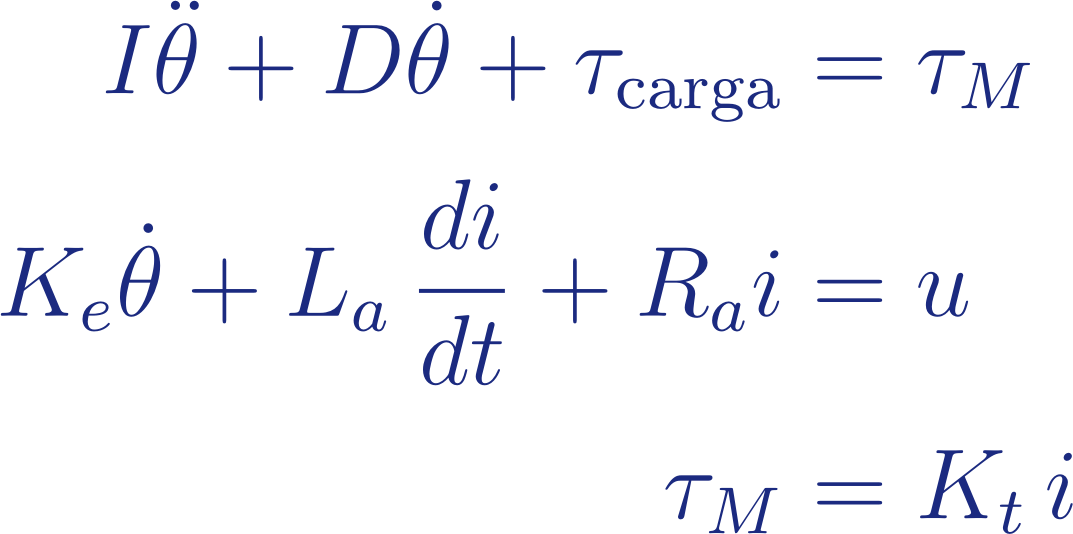 Iθ̈ + Dθ̇ + τ_carga = τ_M
K_e θ̇ + L_a di/dt + R_a i = u
τ_M = K_t i